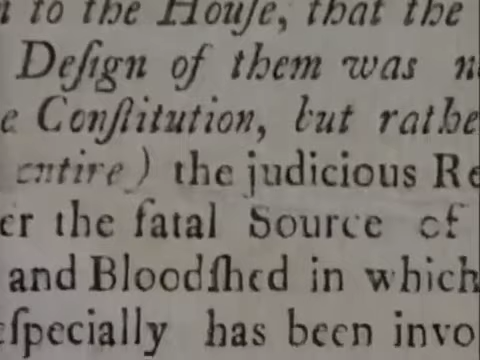 to the Houſe, that the
Deſign of them was
Conſtitution, but rathe
entire) the judicious Re
er the fatal Source of
and Bloodſhed in which
eſpecially has been invo